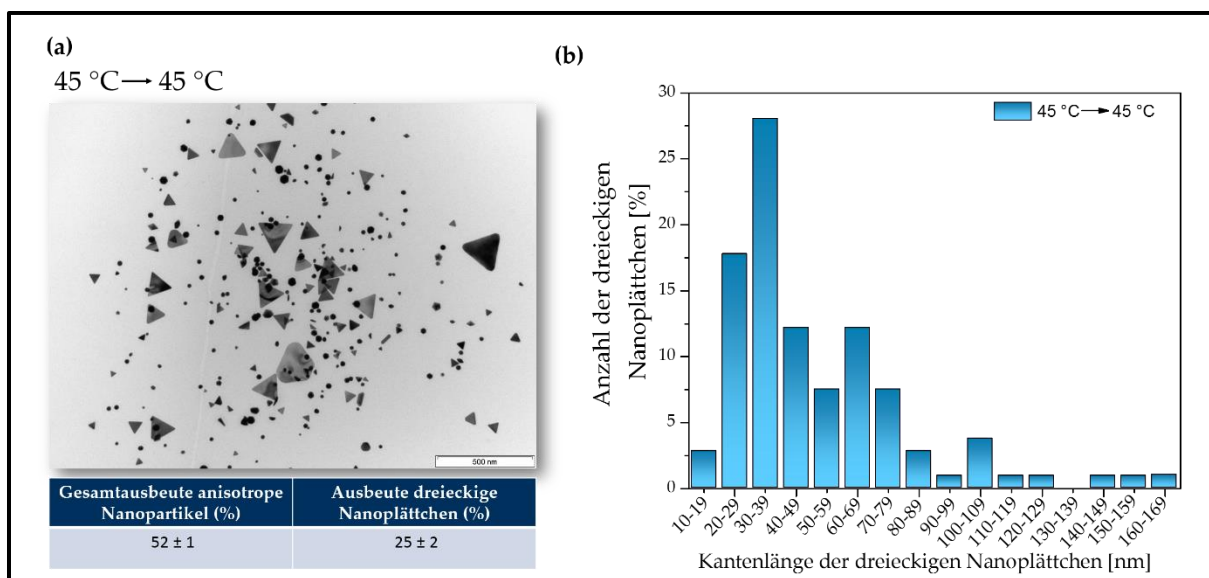 (a)
45 °C → 45 °C
500 nm
Gesamtausbeute anisotrope
Nanopartikel (%)
Ausbeute dreieckige
Nanoplättchen (%)
52 ± 1
25 ± 2
(b)
45 °C → 45 °C
Anzahl der dreieckigen
Nanoplättchen [%]
30
25
20
15
10
5
0
10-19
20-29
30-39
40-49
50-59
60-69
70-79
80-89
90-99
100-109
110-119
120-129
130-139
140-149
150-159
160-169
Kantenlänge der dreieckigen Nanoplättchen [nm]